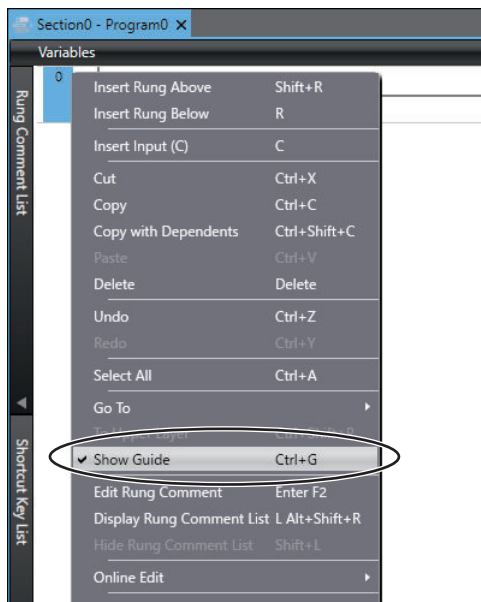 Section0 - Program0 ×
Variables
0
Rung Comment List
Insert Rung Above Shift+R
Insert Rung Below R
Insert Input (C) C
Cut Ctrl+X
Copy Ctrl+C
Copy with Dependents Ctrl+Shift+C
Paste Ctrl+V
Delete Delete
Undo Ctrl+Z
Redo Ctrl+Y
Select All Ctrl+A
Go To
To Upper Layer
Show Guide Ctrl+G
Shortcut Key List
Edit Rung Comment Enter F2
Display Rung Comment List L Alt+Shift+R
Hide Rung Comment List Shift+L
Online Edit